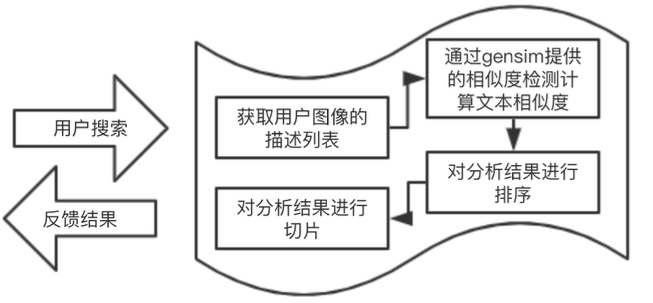 用户搜索
反馈结果
获取用户图像的
描述列表
通过gensim提供
的相似度检测计
算文本相似度
对分析结果进行
排序
对分析结果进行
切片